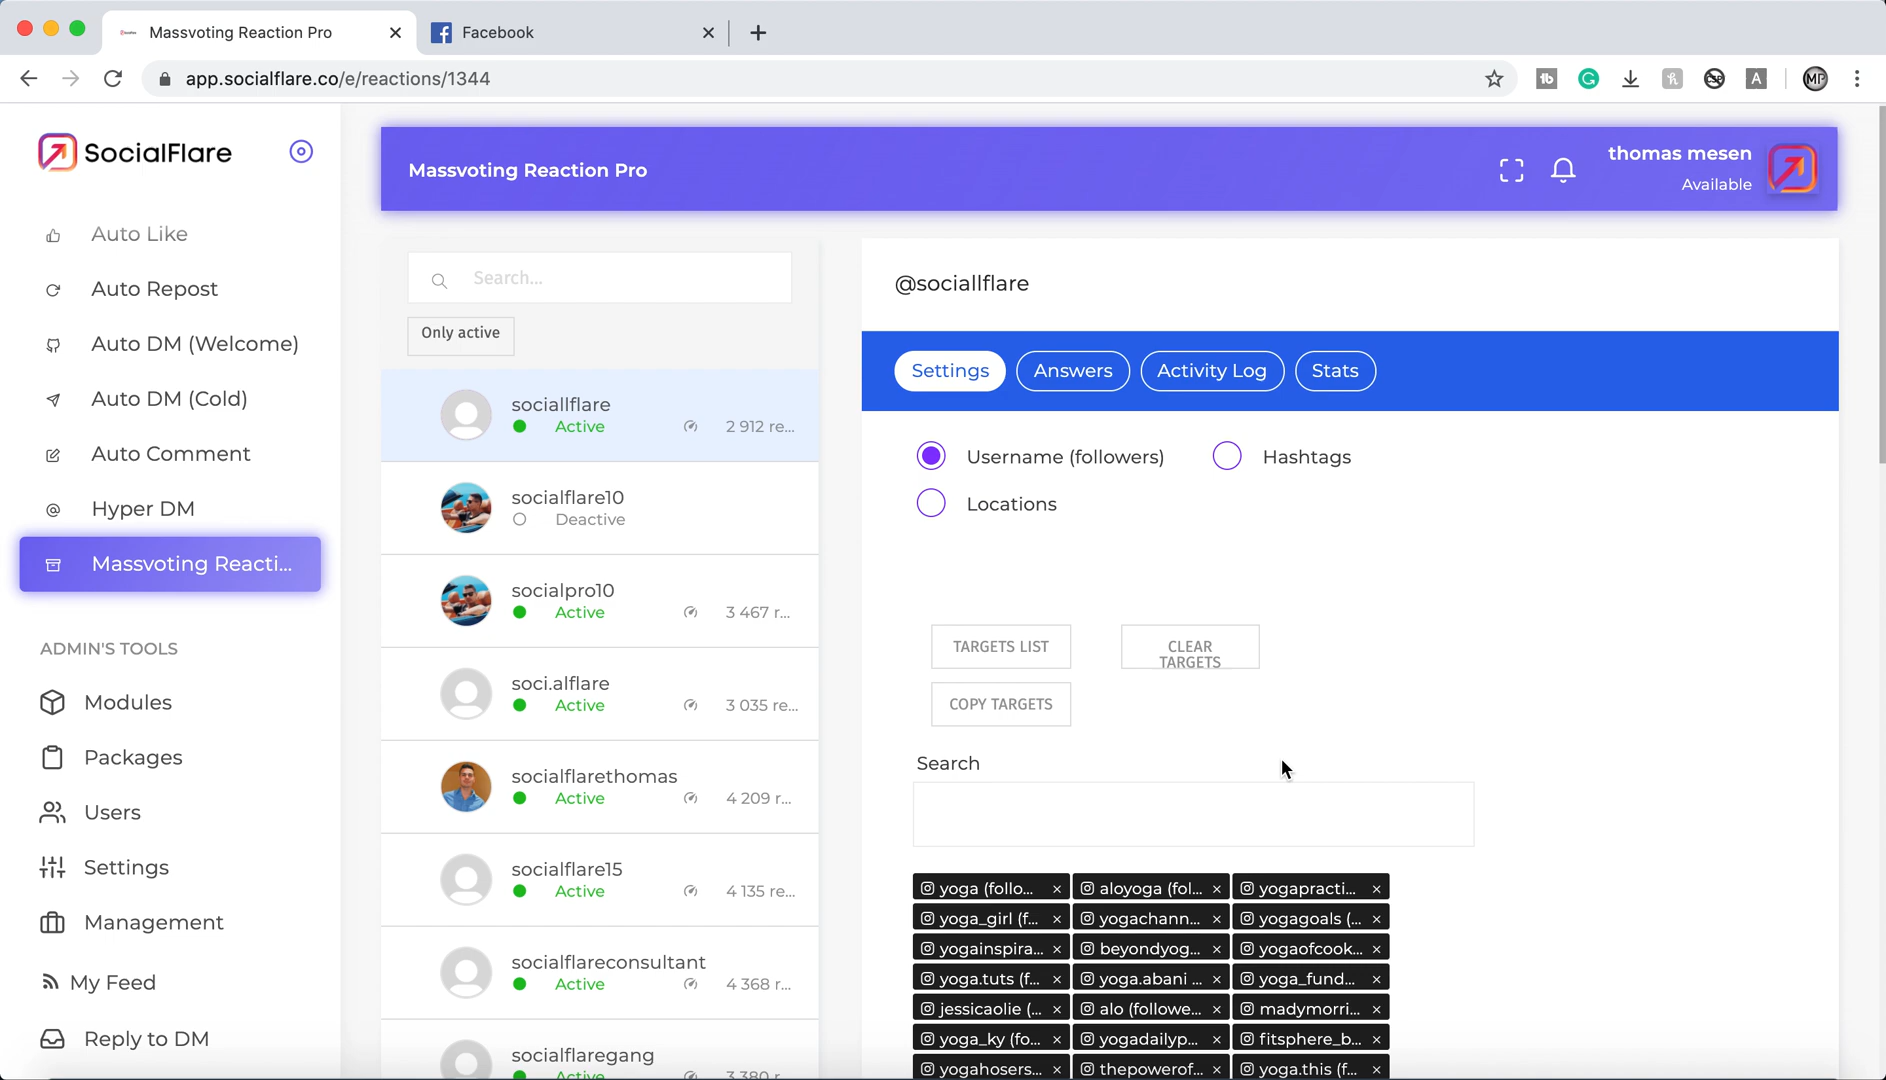 Massvoting Reaction Pro
Facebook
app.socialflare.co/e/reactions/1344
SocialFlare
Auto Like
Auto Repost
Auto DM (Welcome)
Auto DM (Cold)
Auto Comment
Hyper DM
Massvoting Reacti...
ADMIN'S TOOLS
Modules
Packages
Users
Settings
Management
My Feed
Reply to DM
Massvoting Reaction Pro
thomas mesen
Available
Search...
Only active
sociallflare
Active 2 912 re...
socialflare10
Deactive
socialpro10
Active 3 467 r...
soci.alflare
Active 3 035 re...
socialflarethomas
Active 4 209 r...
socialflare15
Active 4 135 re...
socialflareconsultant
Active 4 368 r...
socialflaregang
Active 3 380 r...
@sociallflare
Settings Answers Activity Log Stats
Username (followers) Hashtags
Locations
TARGETS LIST
CLEAR TARGETS
COPY TARGETS
Search
yoga (follo... × aloyoga (fol... × yogapracti... ×
yoga_girl (f... × yogachann... × yogagoals (... ×
yogainspira... × beyondyog... × yogaofcook... ×
yoga.tuts (f... × yoga.abani ... × yoga_fund... ×
jessicaolie (... × alo (followe... × madymorri... ×
yoga_ky (fo... × yogadailyp... × fitsphere_b... ×
yogahosers... × thepowerof... × yoga.this (f... ×